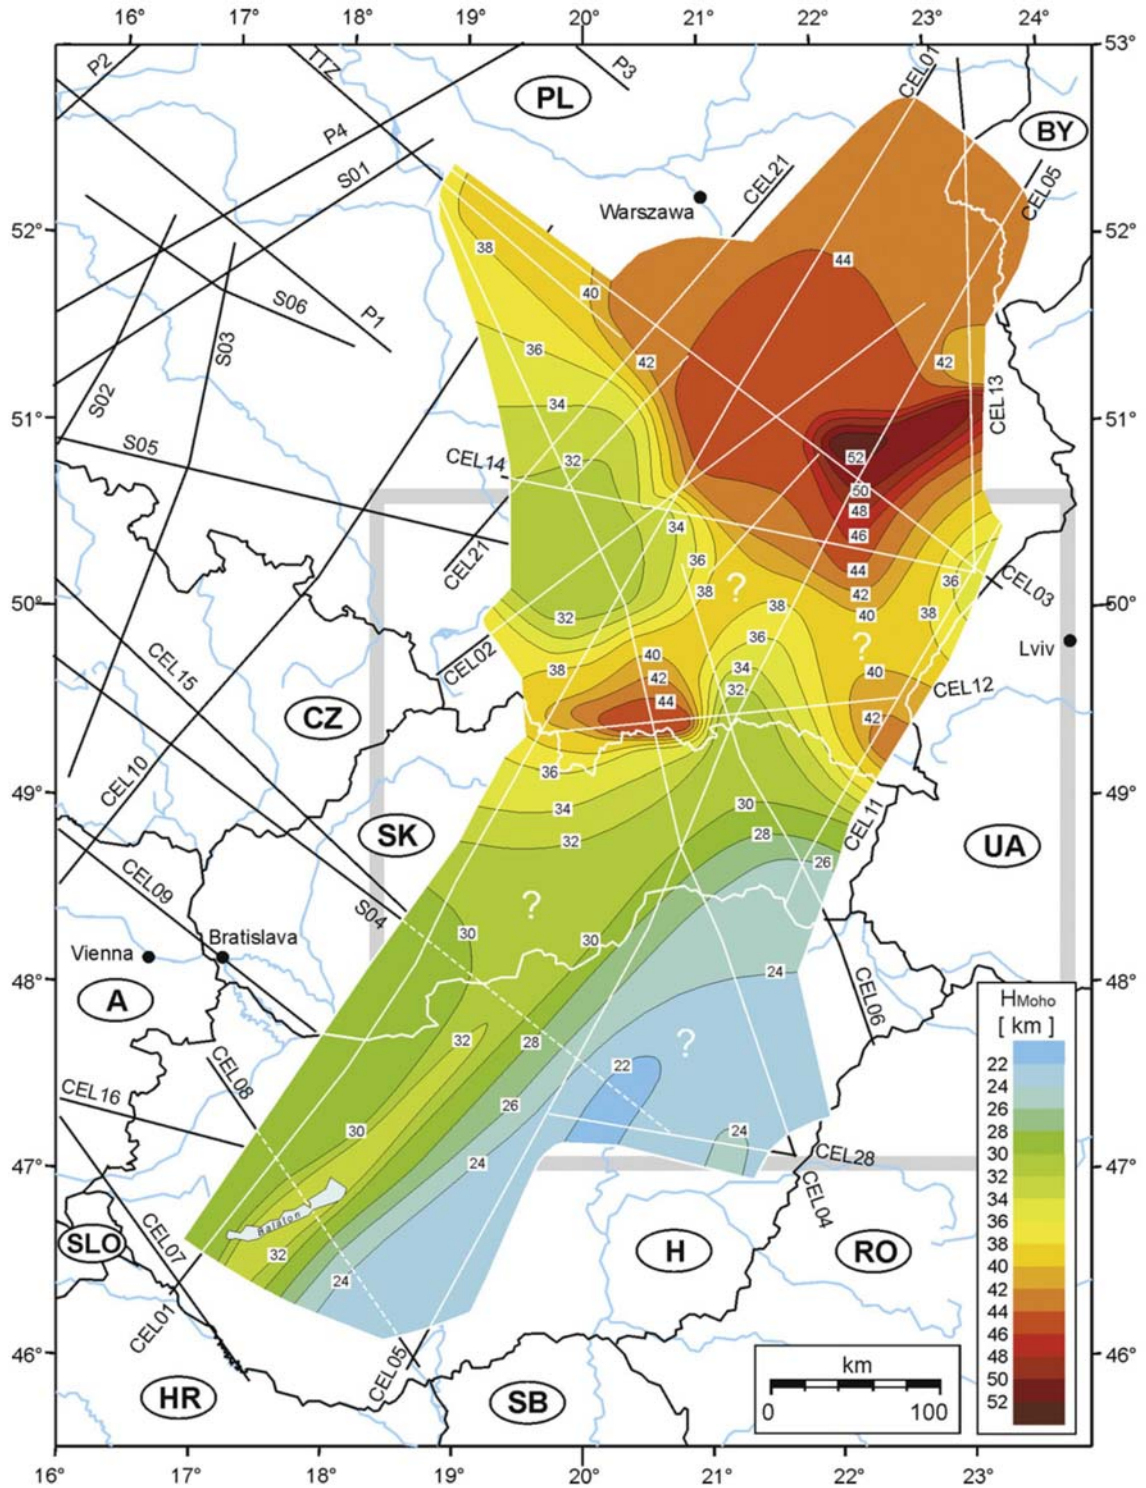 16° 17° 18° 19° 20° 21° 22° 23° 24°
53° 53°
P2 TTZ P3 CEL01
PL
BY
P4
S01 CEL21 CEL05
Warszawa
52° 52°
38 44
40
S06 P1
36 42 42
S03
S02 34 CEL13
51° 51°
S05 CEL14 32 52
50
48
34 46
CEL21 36 44 CEL03
36
38 ? 42
50° 50°
32 38 40 38
36 ? Lviv
CEL02 38 40 34 40
CEL15 42 32 CEL12
CZ 44 42
CEL10 36
49° 49°
34 30
SK 32 28 CEL11 UA
CEL09 26
S04 ?
Vienna Bratislava 30 30
48° 48°
A 24 CEL06
HMoho
[ km ]
32 28 ?
CEL08 22
CEL16 26
30 24
47° 47°
24 CEL28
CEL04
Balaton
SLO CEL07 32 H RO
24
CEL01
46° 46°
CEL05
HR SB
22
24
26
28
30
34
36
38
40
42
44
46
48
50
52
km
0 100
16° 17° 18° 19° 20° 21° 22° 23°